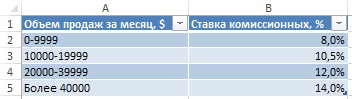 A B
1 Объем продаж за месяц, $ Ставка комиссионных, %
2 0-9999 8,0%
3 10000-19999 10,5%
4 20000-39999 12,0%
5 Более 40000 14,0%